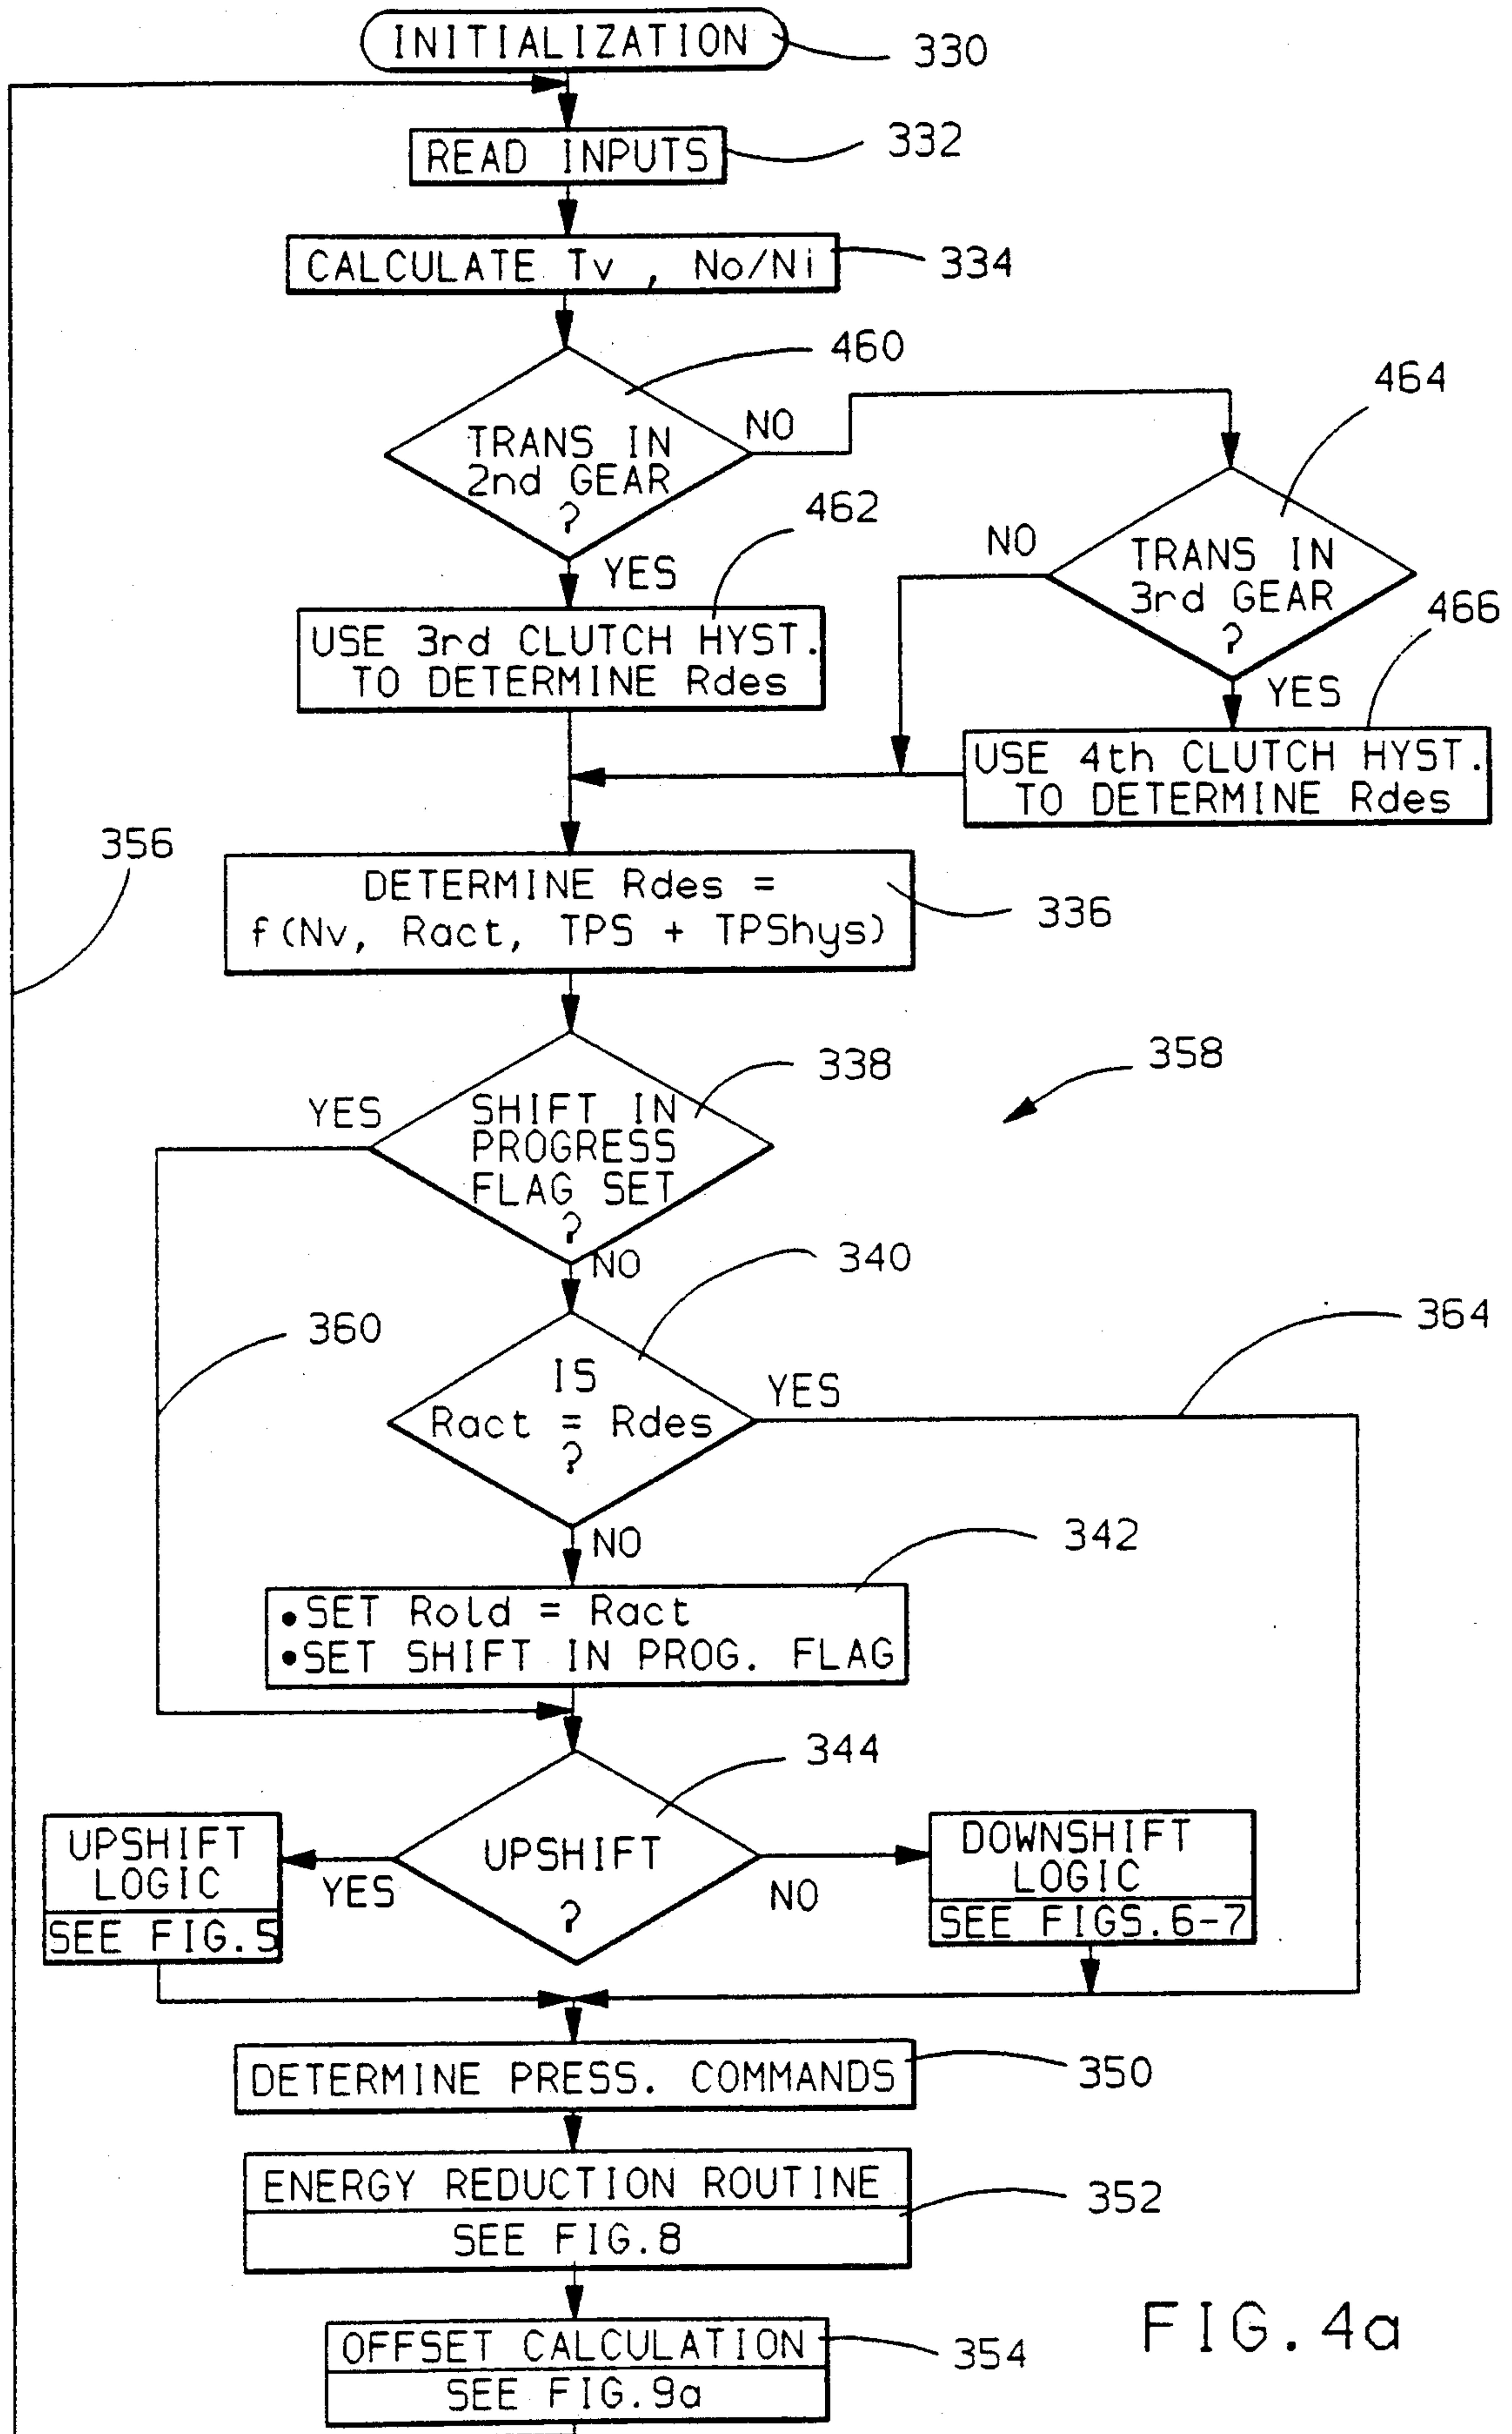 INITIALIZATION
330
READ INPUTS
332
CALCULATE Tv , No/Ni
334
460
TRANS IN
2nd GEAR
?
NO
YES
464
TRANS IN
3rd GEAR
?
NO
YES
462
USE 3rd CLUTCH HYST.
TO DETERMINE Rdes
466
USE 4th CLUTCH HYST.
TO DETERMINE Rdes
356
DETERMINE Rdes =
f(Nv, Ract, TPS + TPShys)
336
358
338
SHIFT IN
PROGRESS
FLAG SET
?
YES
NO
340
360
364
IS
Ract = Rdes
?
YES
NO
342
•SET Rold = Ract
•SET SHIFT IN PROG. FLAG
344
UPSHIFT
?
YES
NO
UPSHIFT
LOGIC
SEE FIG.5
DOWNSHIFT
LOGIC
SEE FIGS.6-7
DETERMINE PRESS. COMMANDS
350
ENERGY REDUCTION ROUTINE
SEE FIG.8
352
OFFSET CALCULATION
SEE FIG.9a
354
FIG. 4a